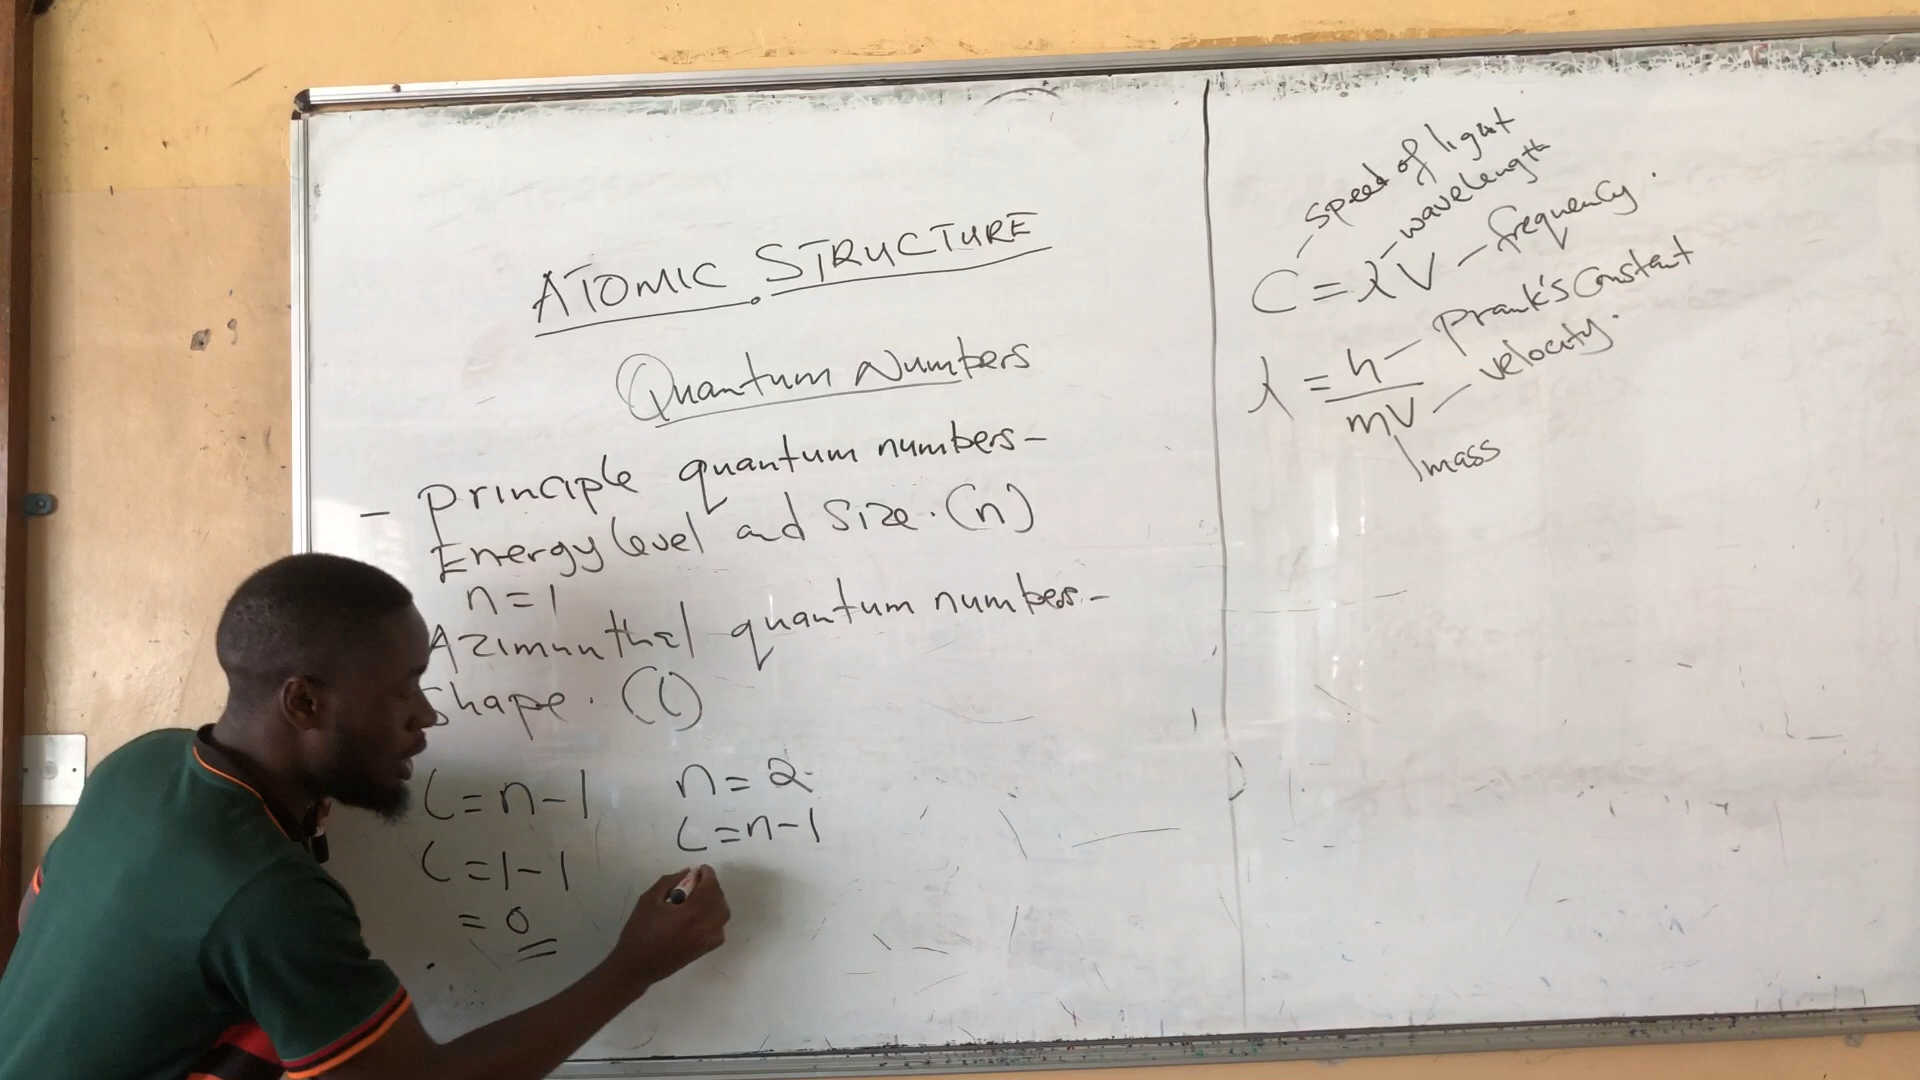 ATOMIC STRUCTURE
Quantum Numbers
- Principle quantum numbers-
Energy level and Size. (n)
n=1
Azimunthal quantum numbers-
Shape. (l)
l=n-1
l=1-1
=0
n=2
l=n-1
speed of light
wavelength
C=λV - frequency.
λ = h - Prank's Constant
mV - velocity.
mass